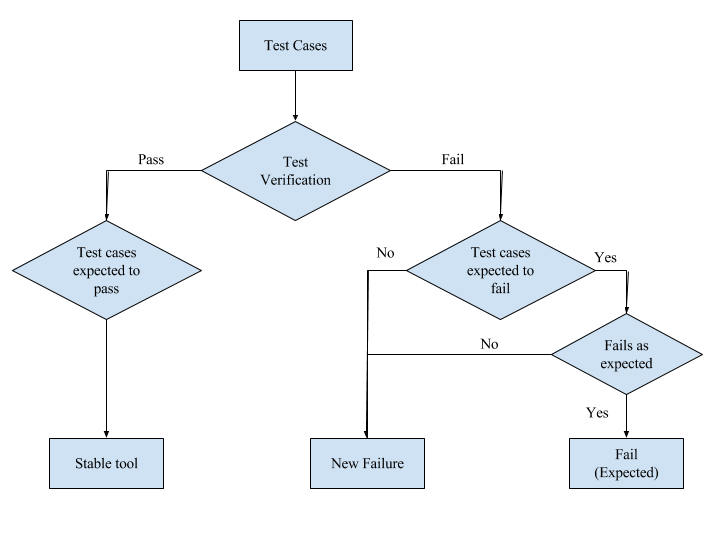 Test Cases
Test
Verification
Pass
Fail
Test cases
expected to
pass
Test cases
expected to
fail
No
Yes
Fails as
expected
No
Yes
Stable tool
New Failure
Fail
(Expected)